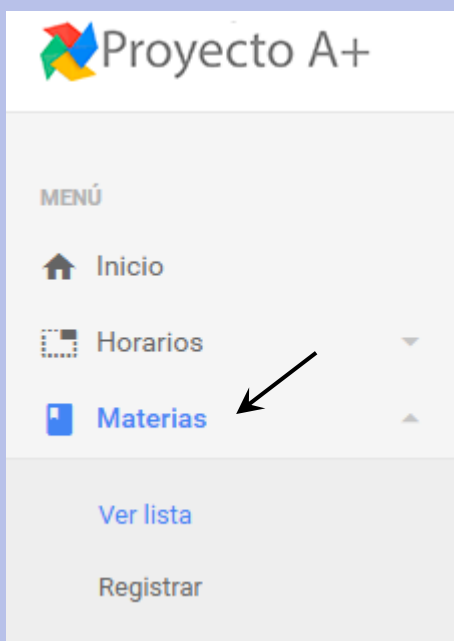 Proyecto A+
MENÚ
Inicio
Horarios
Materias
Ver lista
Registrar